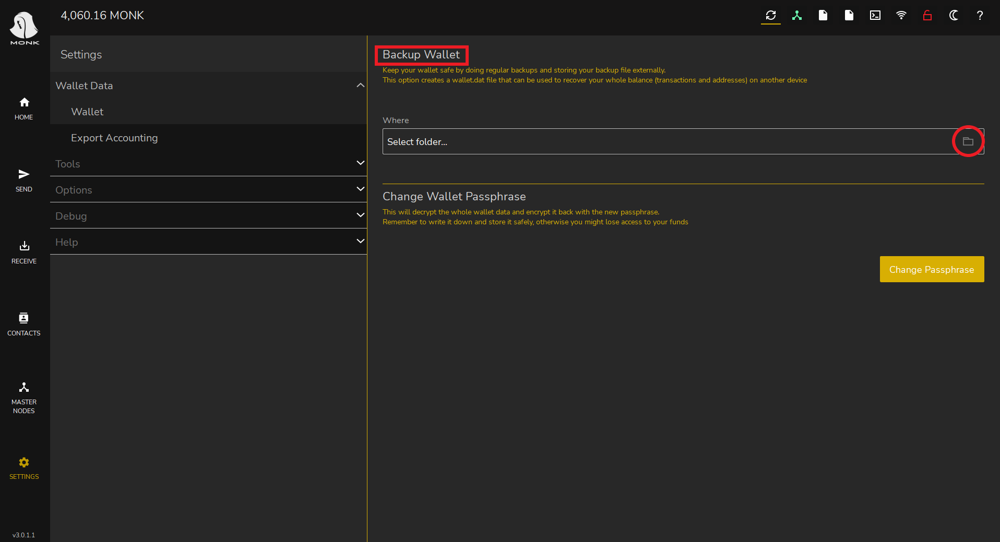 MONK
4,060.16 MONK
Settings
Wallet Data
Wallet
Export Accounting
Tools
Options
Debug
Help
HOME
SEND
RECEIVE
CONTACTS
MASTER
NODES
SETTINGS
v3.0.1.1
Backup Wallet
Keep your wallet safe by doing regular backups and storing your backup file externally.
This option creates a wallet.dat file that can be used to recover your whole balance (transactions and addresses) on another device
Where
Select folder...
Change Wallet Passphrase
This will decrypt the whole wallet data and encrypt it back with the new passphrase.
Remember to write it down and store it safely, otherwise you might lose access to your funds
Change Passphrase